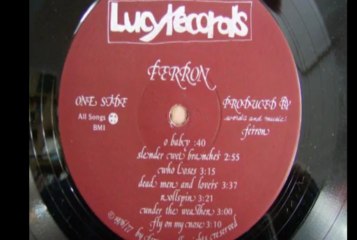 Lucy Records
FERRON
ONE SIDE
All Songs
BMI
PRODUCED BY
words and music:
ferron
o baby :40
slender wet branches 2:55
who loses 3:15
dead men and lovers 3:37
rollspin 3:21
under the weather 3:00
fly on my nose 3:10
rights reserved